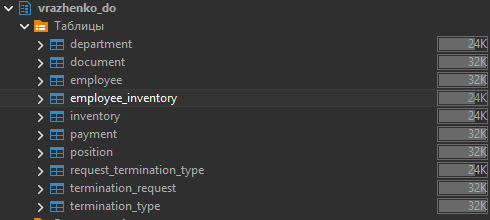 vrazhenko_do
Таблицы
department 24K
document 32K
employee 32K
employee_inventory 24K
inventory 24K
payment 32K
position 32K
request_termination_type 24K
termination_request 32K
termination_type 32K